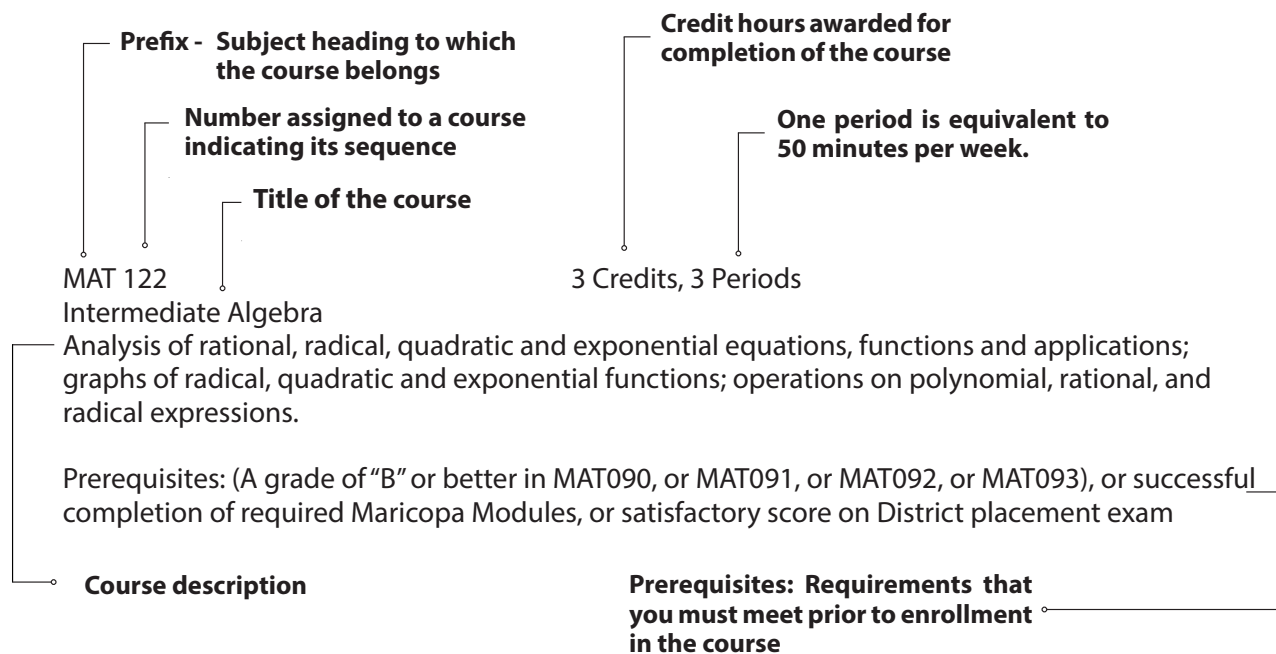 Prefix - Subject heading to which
the course belongs
Credit hours awarded for
completion of the course
Number assigned to a course
indicating its sequence
One period is equivalent to
50 minutes per week.
Title of the course
MAT 122
3 Credits, 3 Periods
Intermediate Algebra
Analysis of rational, radical, quadratic and exponential equations, functions and applications;
graphs of radical, quadratic and exponential functions; operations on polynomial, rational, and
radical expressions.
Prerequisites: (A grade of “B” or better in MAT090, or MAT091, or MAT092, or MAT093), or successful
completion of required Maricopa Modules, or satisfactory score on District placement exam
Course description
Prerequisites: Requirements that
you must meet prior to enrollment
in the course